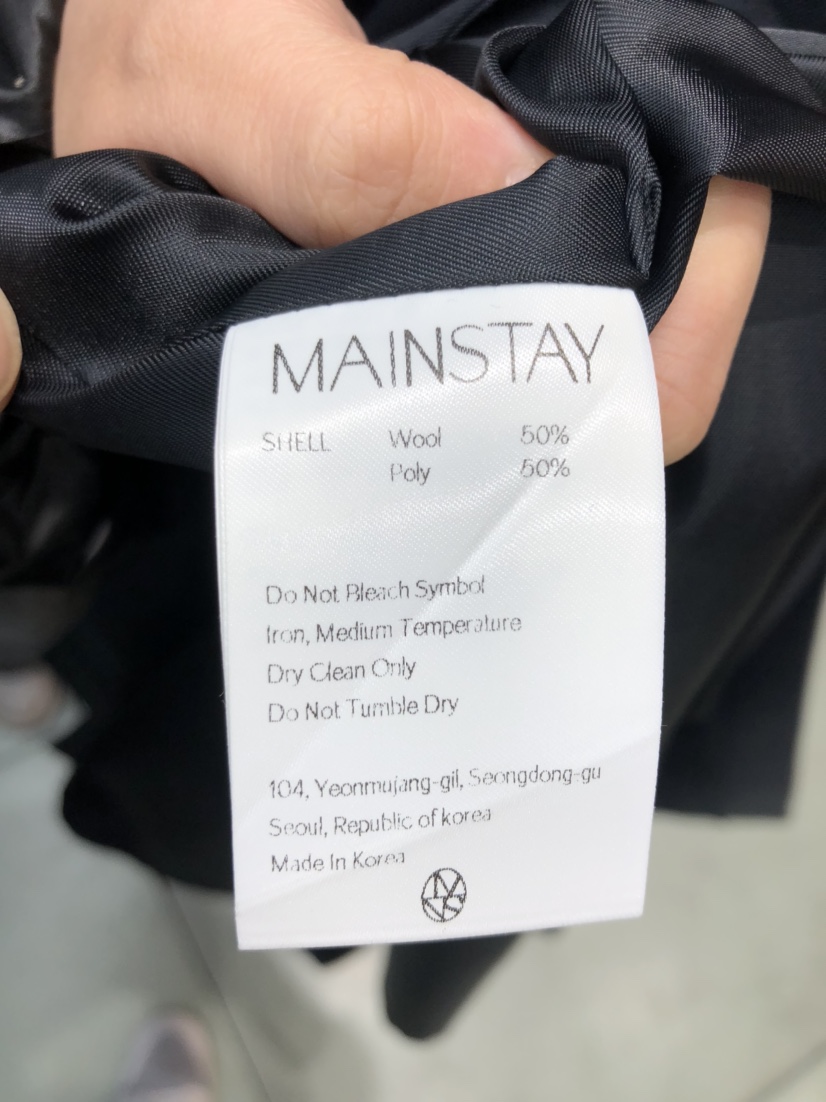 MAINSTAY
SHELL Wool 50%
Poly 50%
Do Not Bleach Symbol
Iron, Medium Temperature
Dry Clean Only
Do Not Tumble Dry
104, Yeonmujang-gil, Seongdong-gu
Seoul, Republic of korea
Made In Korea